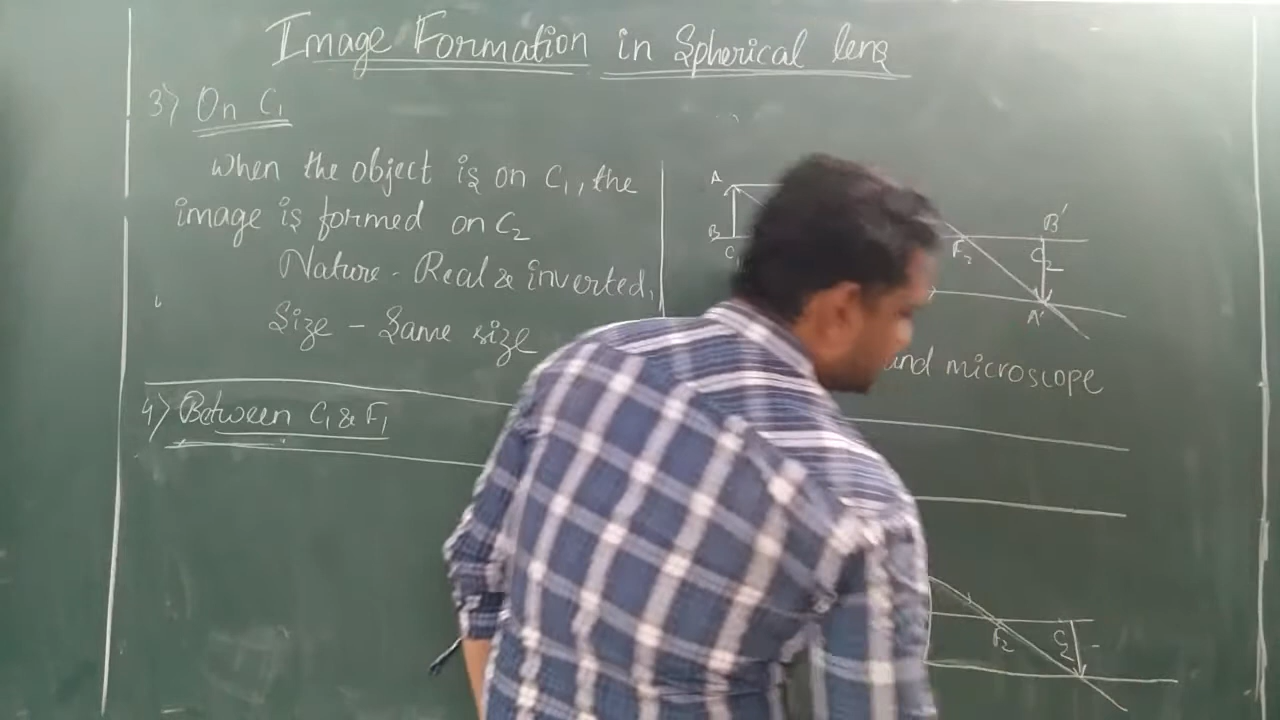 Image Formation in Spherical lens
3) On C1
When the object is on C1, the
image is formed on C2
Nature - Real & inverted,
Size - Same size
4) Between C1 & F1
A
B
C1
F2
B'
C2
A'
microscope
F2
C2